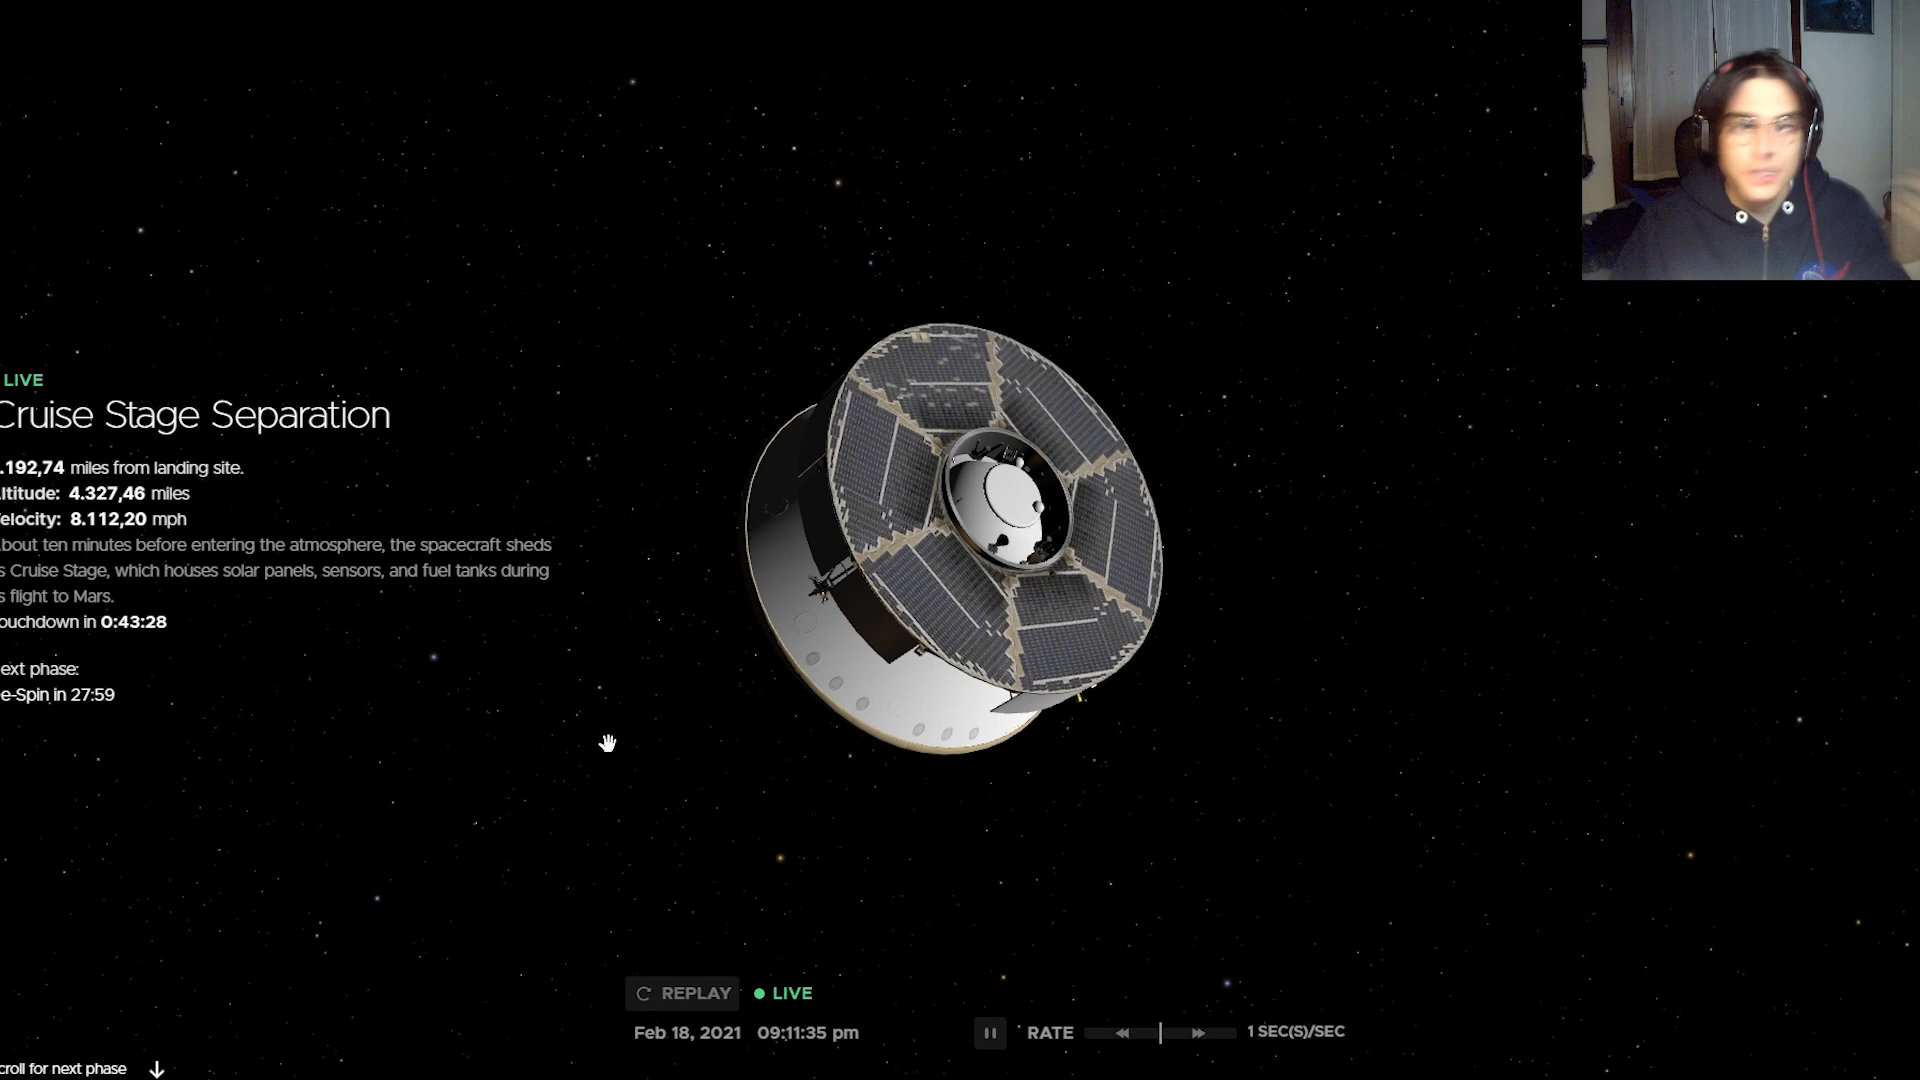 LIVE
Cruise Stage Separation
.192,74 miles from landing site.
ltitude: 4.327,46 miles
elocity: 8.112,20 mph
bout ten minutes before entering the atmosphere, the spacecraft sheds
s Cruise Stage, which houses solar panels, sensors, and fuel tanks during
s flight to Mars.
ouchdown in 0:43:28
ext phase:
e-Spin in 27:59
REPLAY LIVE
Feb 18, 2021 09:11:35 pm
RATE 1 SEC(S)/SEC
croll for next phase